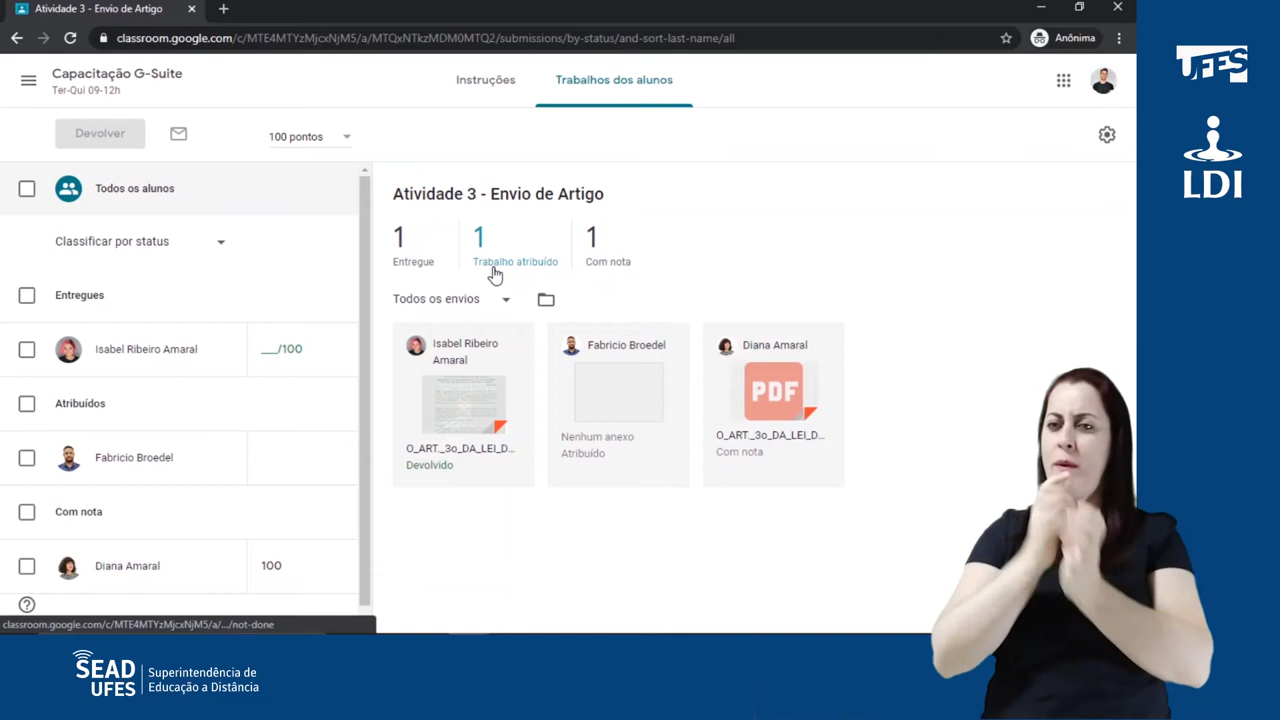 Atividade 3 - Envio de Artigo
classroom.google.com/c/MTE4MTYzMjcxNjM5/a/MTQxNTkzMDM0MTQ2/submissions/by-status/and-sort-last-name/all
Anônima
Capacitação G-Suite
Ter-Qui 09-12h
Instruções
Trabalhos dos alunos
Devolver
100 pontos
Todos os alunos
Classificar por status
Entregues
Isabel Ribeiro Amaral
___/100
Atribuídos
Fabricio Broedel
Com nota
Diana Amaral
100
classroom.google.com/c/MTE4MTYzMjcxNjM5/a/.../not-done
Atividade 3 - Envio de Artigo
1
Entregue
1
Trabalho atribuído
1
Com nota
Todos os envios
Isabel Ribeiro
Amaral
O_ART._3o_DA_LEI_D...
Devolvido
Fabricio Broedel
Nenhum anexo
Atribuído
Diana Amaral
PDF
O_ART._3o_DA_LEI_D...
Com nota
UFES
LDI
SEAD
UFES
Superintendência de
Educação a Distância